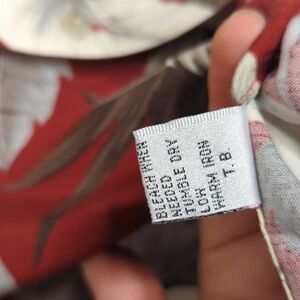 BLEACH WHEN
NEEDED
TUMBLE DRY
LOW
WARM IRON
T.B.